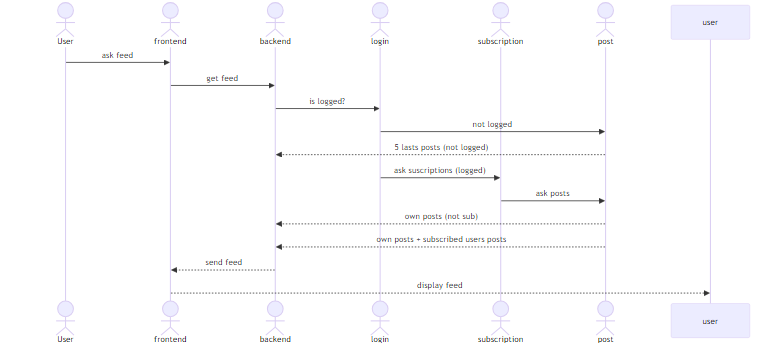 User frontend backend login subscription post user
ask feed
get feed
is logged?
not logged
5 lasts posts (not logged)
ask suscriptions (logged)
ask posts
own posts (not sub)
own posts + subscribed users posts
send feed
display feed
User frontend backend login subscription post user